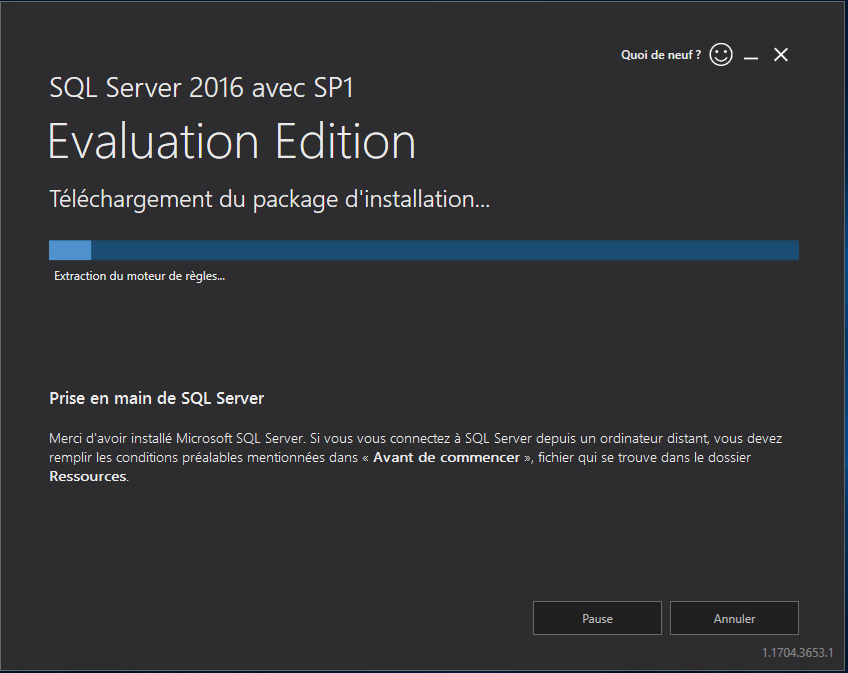 Quoi de neuf ?
SQL Server 2016 avec SP1
Evaluation Edition
Téléchargement du package d'installation...
Extraction du moteur de règles...
Prise en main de SQL Server
Merci d'avoir installé Microsoft SQL Server. Si vous vous connectez à SQL Server depuis un ordinateur distant, vous devez
remplir les conditions préalables mentionnées dans « Avant de commencer », fichier qui se trouve dans le dossier
Ressources.
Pause
Annuler
1.1704.3653.1